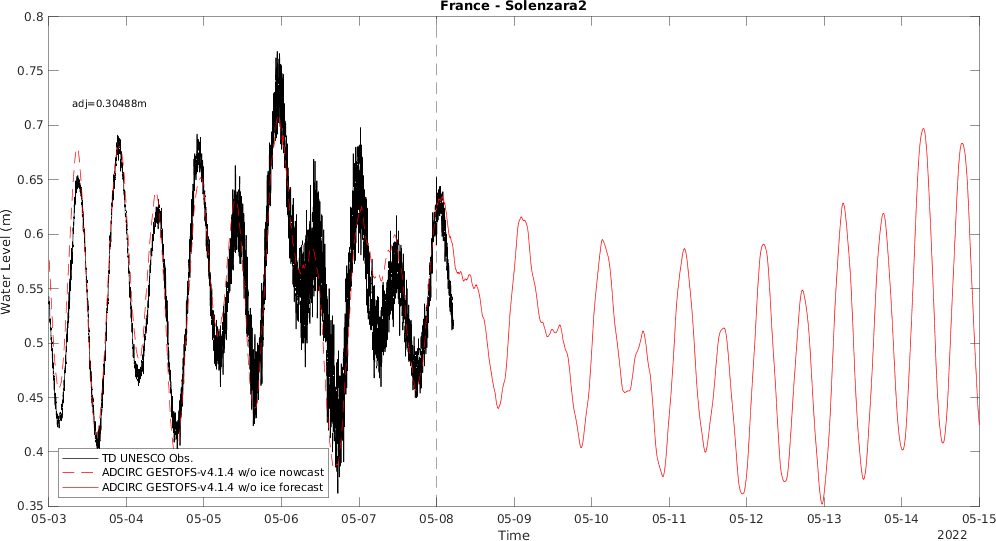 France - Solenzara2
0.8
0.75
0.7
0.65
0.6
0.55
0.5
0.45
0.4
0.35
Water Level (m)
adj=0.30488m
TD UNESCO Obs.
ADCIRC GESTOFS-v4.1.4 w/o ice nowcast
ADCIRC GESTOFS-v4.1.4 w/o ice forecast
05-03 05-04 05-05 05-06 05-07 05-08 05-09 05-10 05-11 05-12 05-13 05-14 05-15
Time
2022